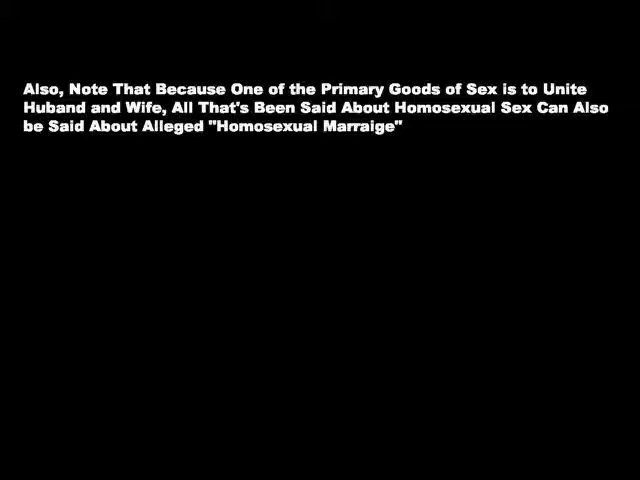 Also, Note That Because One of the Primary Goods of Sex is to Unite
Huband and Wife, All That's Been Said About Homosexual Sex Can Also
be Said About Alleged "Homosexual Marraige"